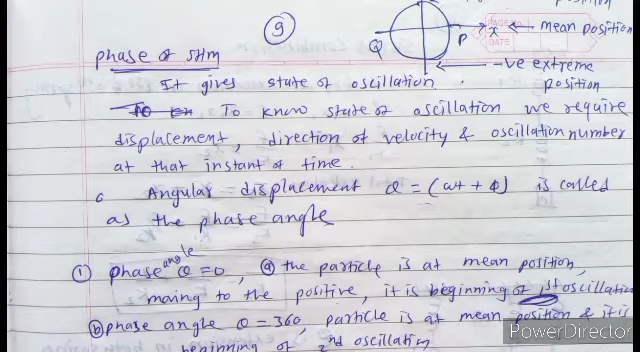 position
9
PAGE NO.
DATE
Q
P
x
mean position
-ve extreme
position
phase of SHM
It gives state of oscillation.
To know state of oscillation we require
displacement, direction of velocity & oscillation number
at that instant of time.
Angular displacement θ = (ωt + ϕ) is called
as the phase angle
① phase angle θ = 0, ⓐ the particle is at mean position,
moving to the positive, it is beginning of 1st oscillation
ⓑ phase angle θ = 360, particle is at mean position & it is
beginning of 2nd oscillation
PowerDirector